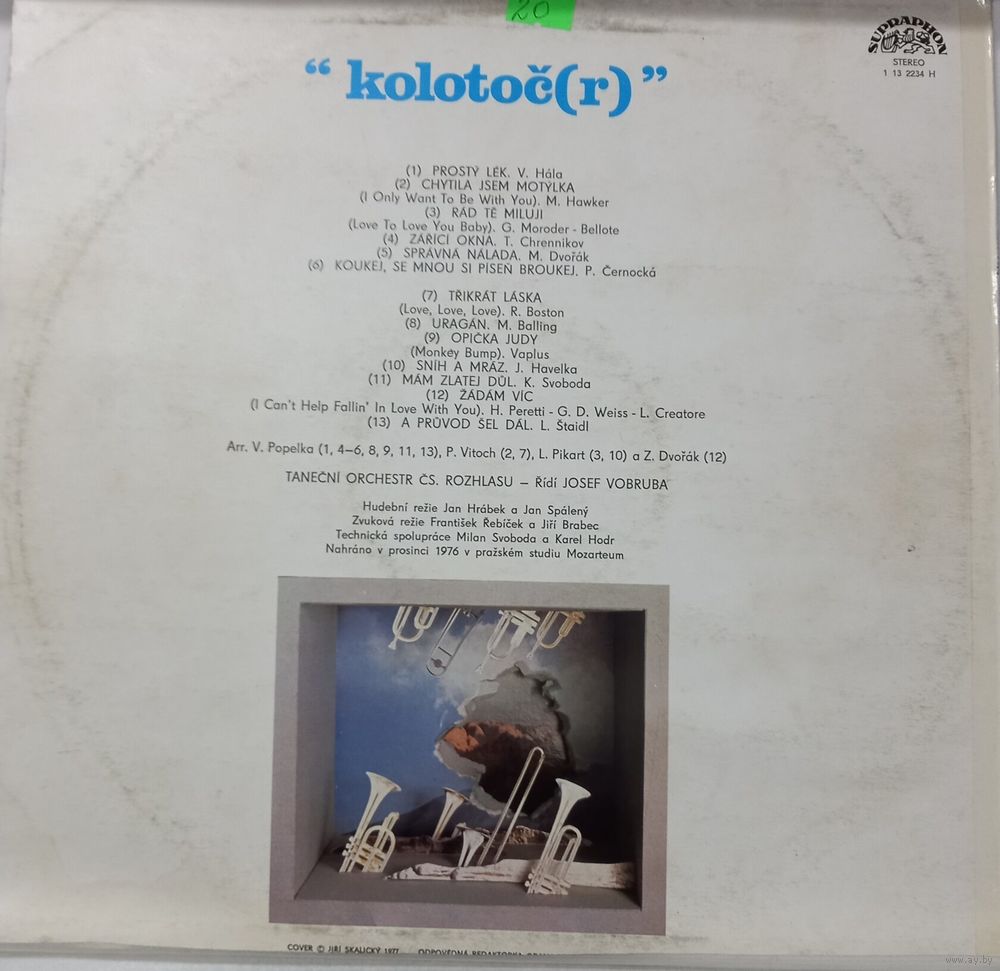 20
SUPRAPHON
STEREO
1 13 2234 H
“ kolotoč(r) ”
(1) PROSTÝ LÉK. V. Hála
(2) CHYTILA JSEM MOTÝLKA
(I Only Want To Be With You). M. Hawker
(3) RÁD TĚ MILUJI
(Love To Love You Baby). G. Moroder - Bellote
(4) ZÁŘÍCÍ OKNA. T. Chrennikov
(5) SPRÁVNÁ NÁLADA. M. Dvořák
(6) KOUKEJ, SE MNOU SI PÍSEŇ BROUKEJ. P. Černocká
(7) TŘIKRÁT LÁSKA
(Love, Love, Love). R. Boston
(8) URAGÁN. M. Balling
(9) OPIČKA JUDY
(Monkey Bump). Vaplus
(10) SNÍH A MRÁZ. J. Havelka
(11) MÁM ZLATEJ DŮL. K. Svoboda
(12) ŽÁDÁM VÍC
(I Can't Help Fallin' In Love With You). H. Peretti - G. D. Weiss - L. Creatore
(13) A PRŮVOD ŠEL DÁL. L. Štaidl
Arr. V. Popelka (1, 4—6, 8, 9, 11, 13), P. Vitoch (2, 7), L. Pikart (3, 10) a Z. Dvořák (12)
TANEČNÍ ORCHESTR ČS. ROZHLASU — Řídí JOSEF VOBRUBA
Hudební režie Jan Hrábek a Jan Spálený
Zvuková režie František Řebíček a Jiří Brabec
Technická spolupráce Milan Svoboda a Karel Hodr
Nahráno v prosinci 1976 v pražském studiu Mozarteum
COVER © JIŘÍ SKALICKÝ 1977 ODPOVĚDNÁ REDAKTORKA
www.ay.by